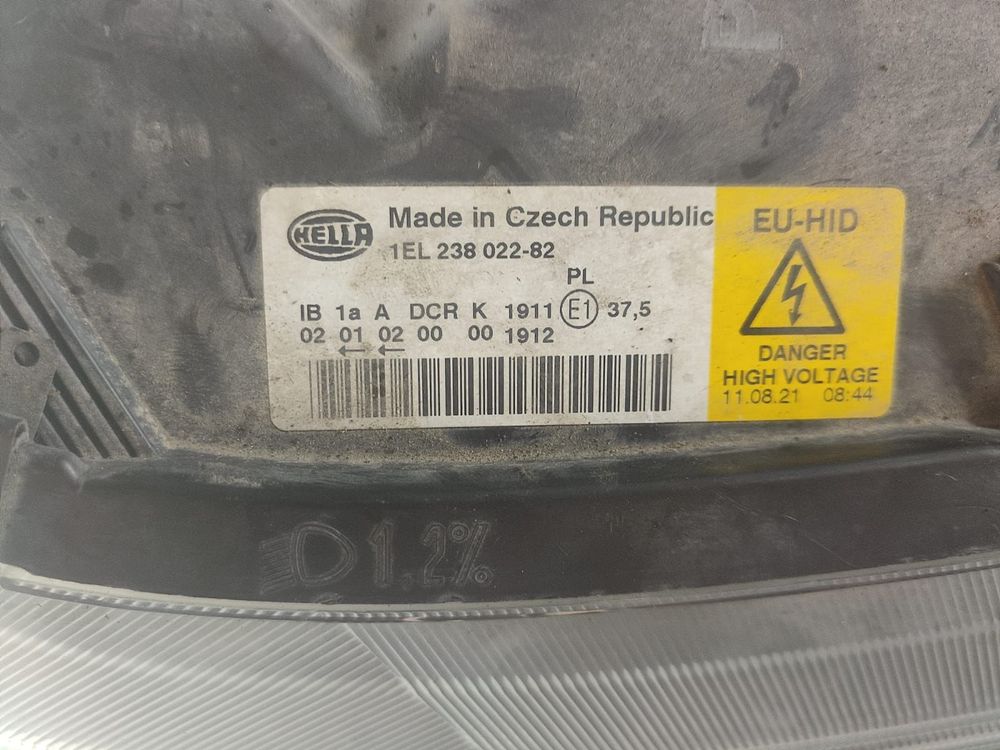 HELLA
Made in Czech Republic
1EL 238 022-82
PL
IB 1a A DCR K 1911 E1 37,5
02 01 02 00 00 1912
EU-HID
DANGER
HIGH VOLTAGE
11.08.21 08:44
1.2%